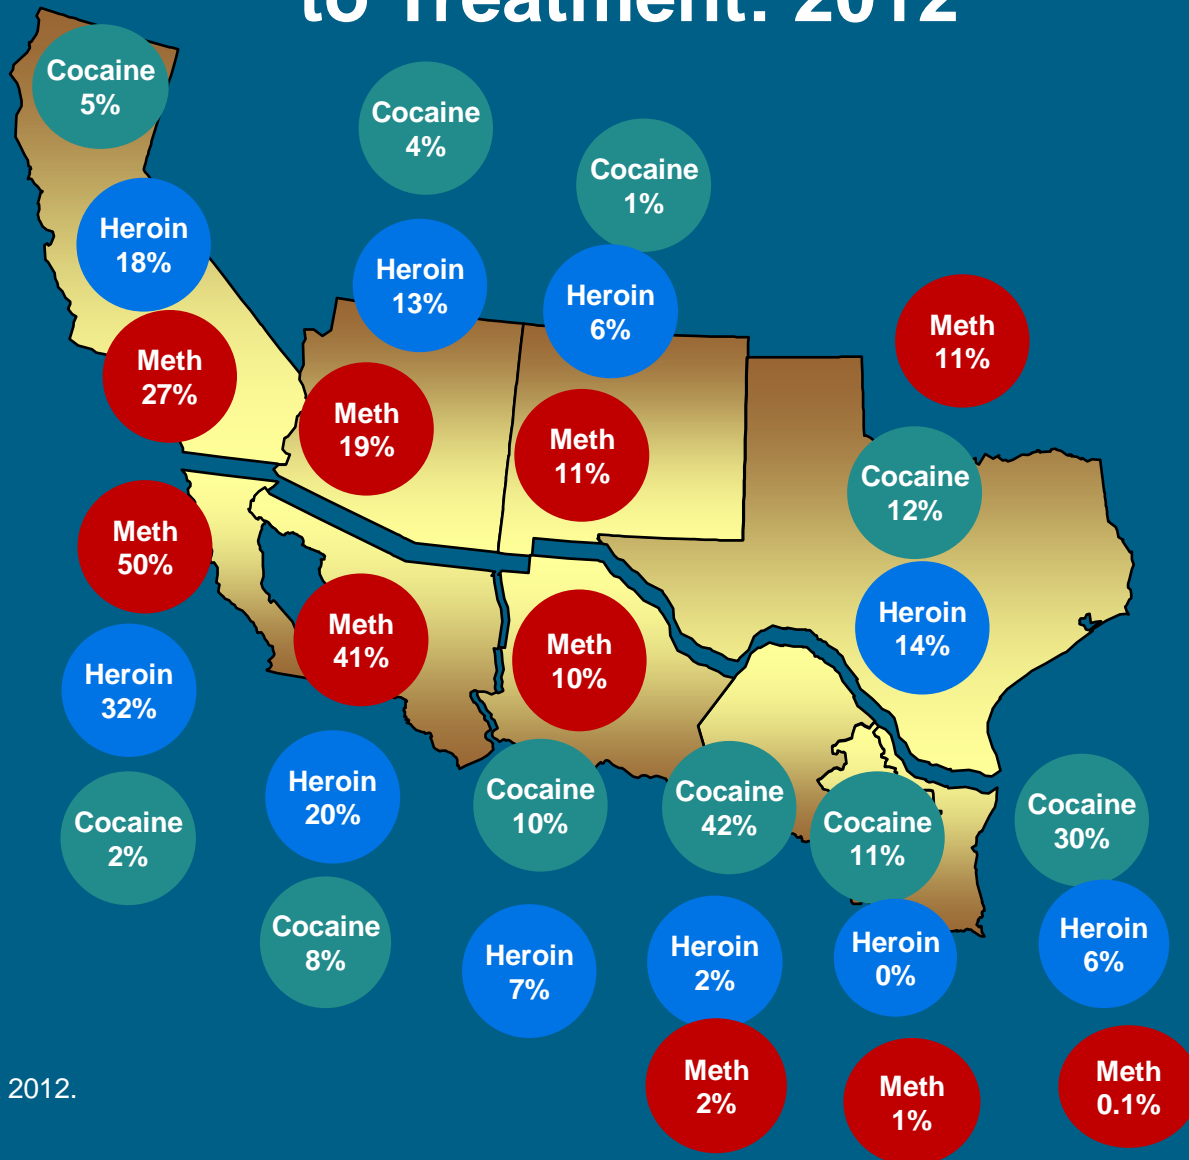 to Treatment: 2012
Cocaine
5%
Cocaine
4%
Cocaine
1%
Heroin
18%
Heroin
13%
Heroin
6%
Meth
11%
Meth
27%
Meth
19%
Meth
11%
Cocaine
12%
Meth
50%
Meth
41%
Meth
10%
Heroin
14%
Heroin
32%
Heroin
20%
Cocaine
10%
Cocaine
42%
Cocaine
11%
Cocaine
30%
Cocaine
2%
Cocaine
8%
Heroin
7%
Heroin
2%
Heroin
0%
Heroin
6%
2012.
Meth
2%
Meth
1%
Meth
0.1%